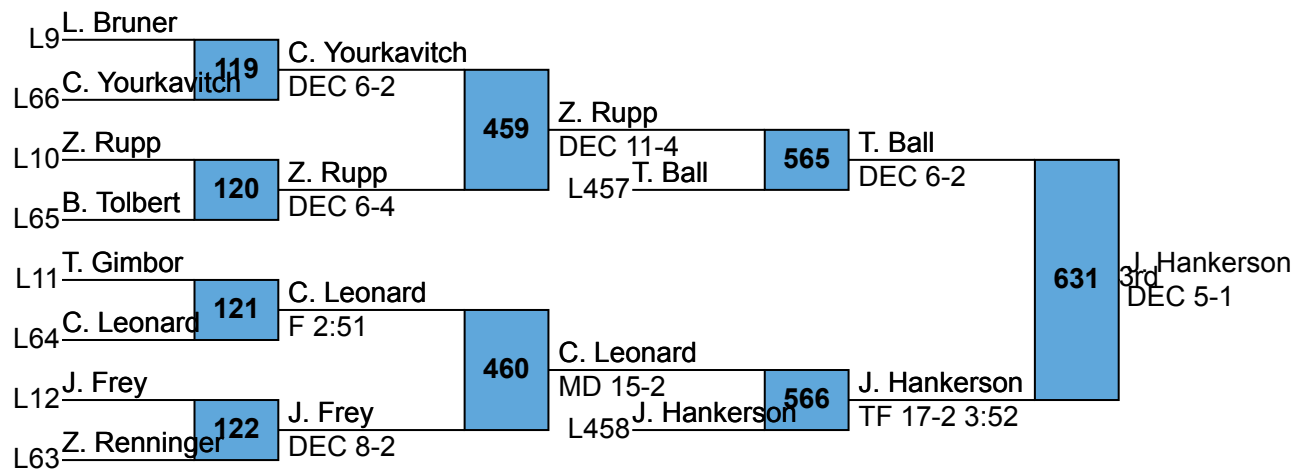 L. Bruner
L9
119
C. Yourkavitch
DEC 6-2
C. Yourkavitch
L66
459
Z. Rupp
DEC 11-4
Z. Rupp
L10
120
Z. Rupp
DEC 6-4
B. Tolbert
L65
T. Ball
L457
565
T. Ball
DEC 6-2
T. Gimbor
L11
121
C. Leonard
F 2:51
C. Leonard
L64
460
C. Leonard
MD 15-2
J. Frey
L12
122
J. Frey
DEC 8-2
Z. Renninger
L63
J. Hankerson
L458
566
J. Hankerson
TF 17-2 3:52
631
3rd
J. Hankerson
DEC 5-1